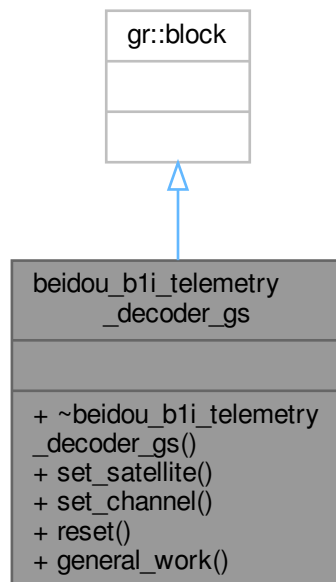 gr::block
beidou_b1i_telemetry
_decoder_gs
+ ~beidou_b1i_telemetry
_decoder_gs()
+ set_satellite()
+ set_channel()
+ reset()
+ general_work()